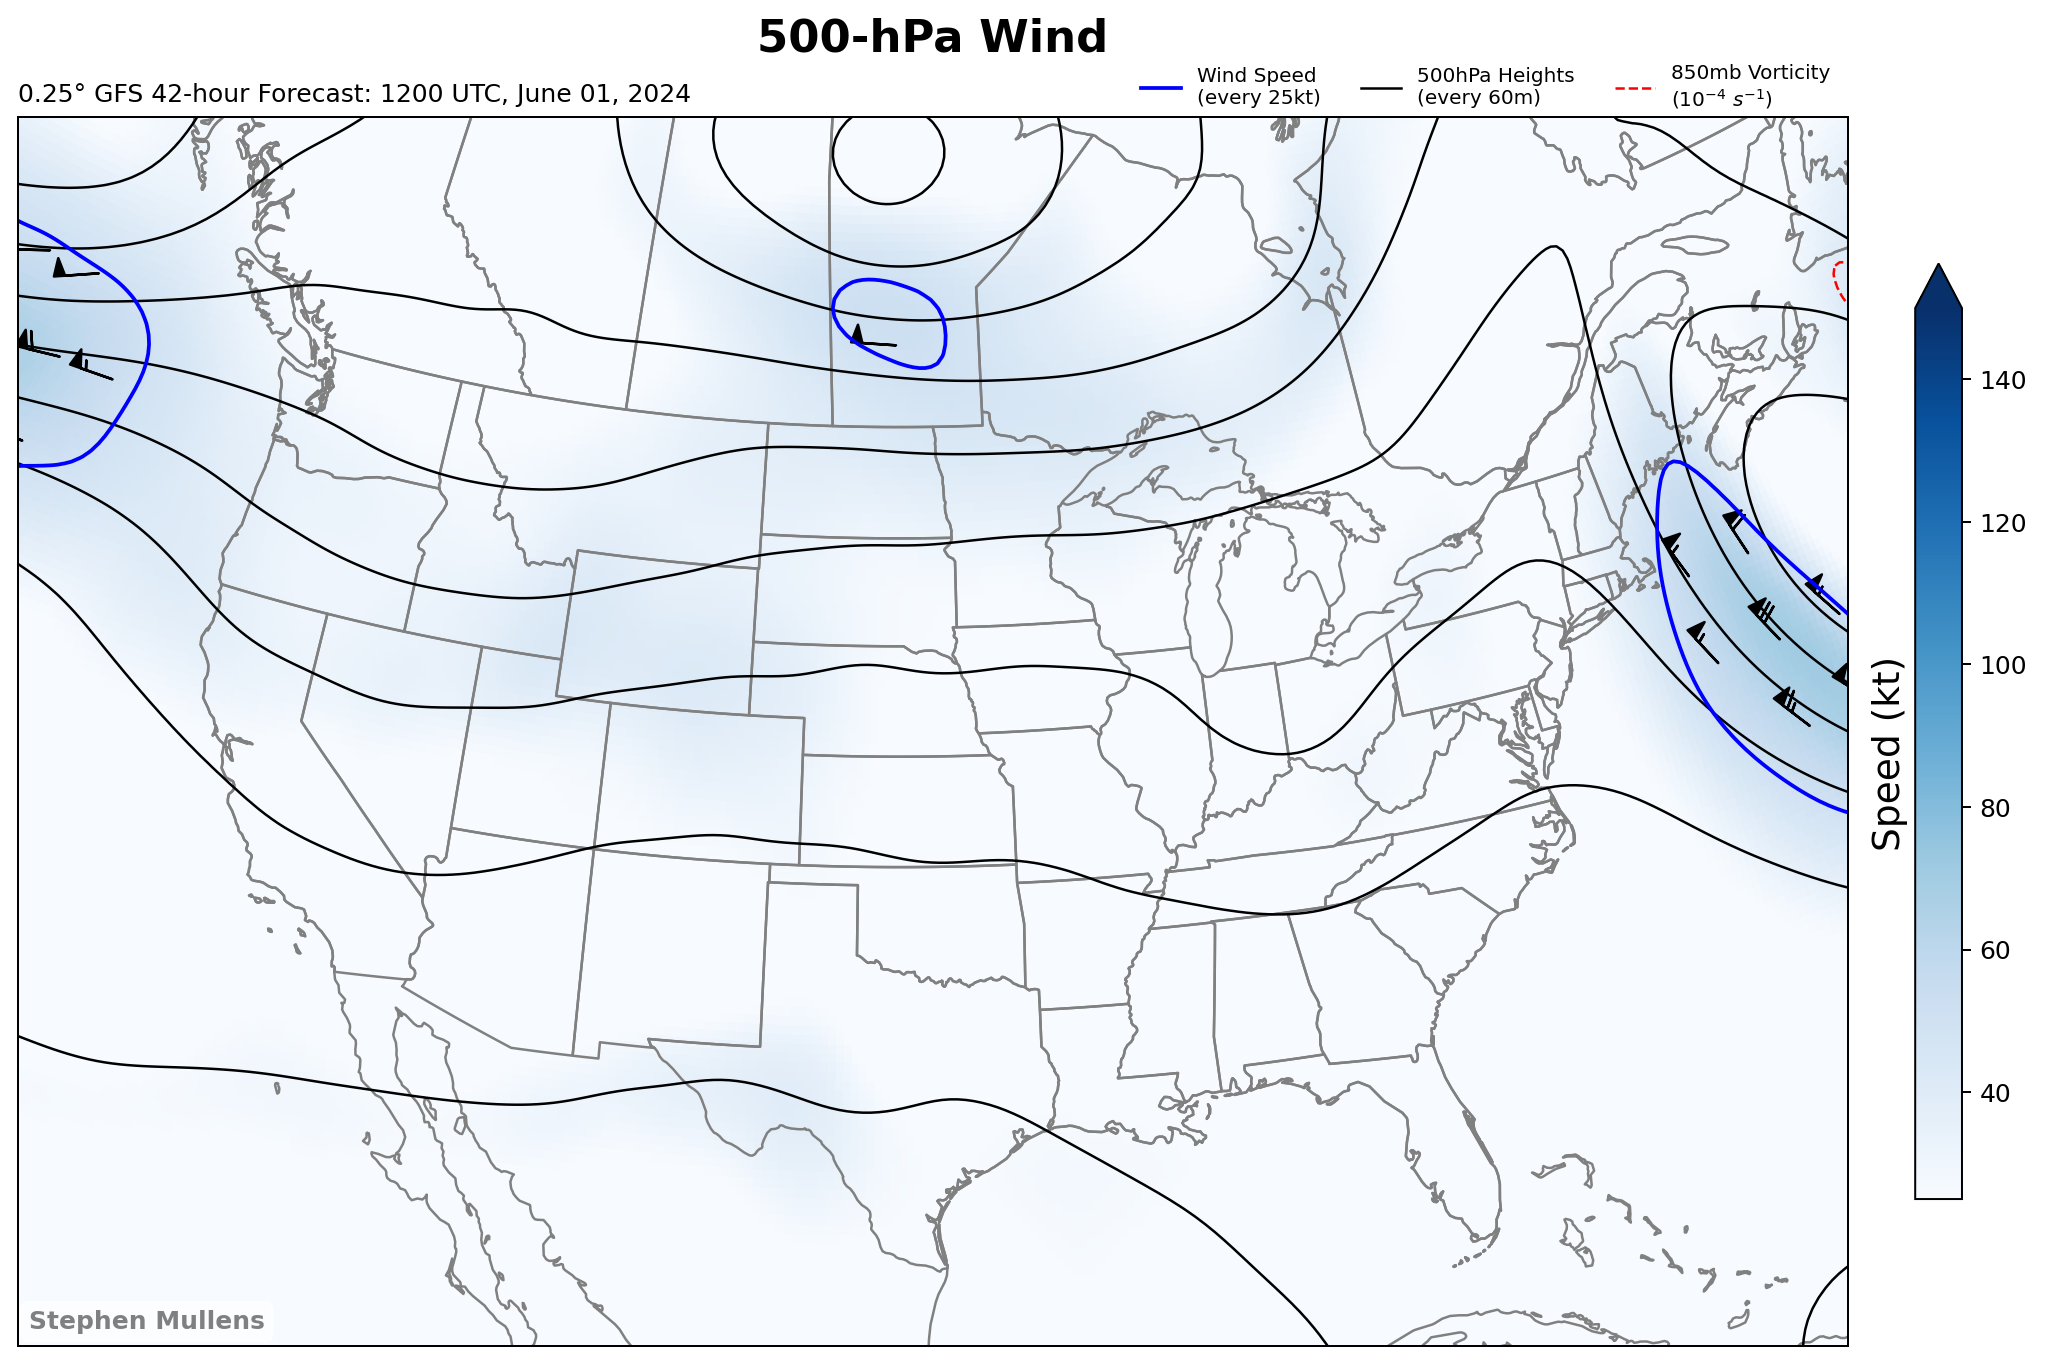 500-hPa Wind
0.25° GFS 42-hour Forecast: 1200 UTC, June 01, 2024
Wind Speed
(every 25kt)
500hPa Heights
(every 60m)
850mb Vorticity
(10⁻⁴ s⁻¹)
140
120
100
80
60
40
Speed (kt)
Stephen Mullens